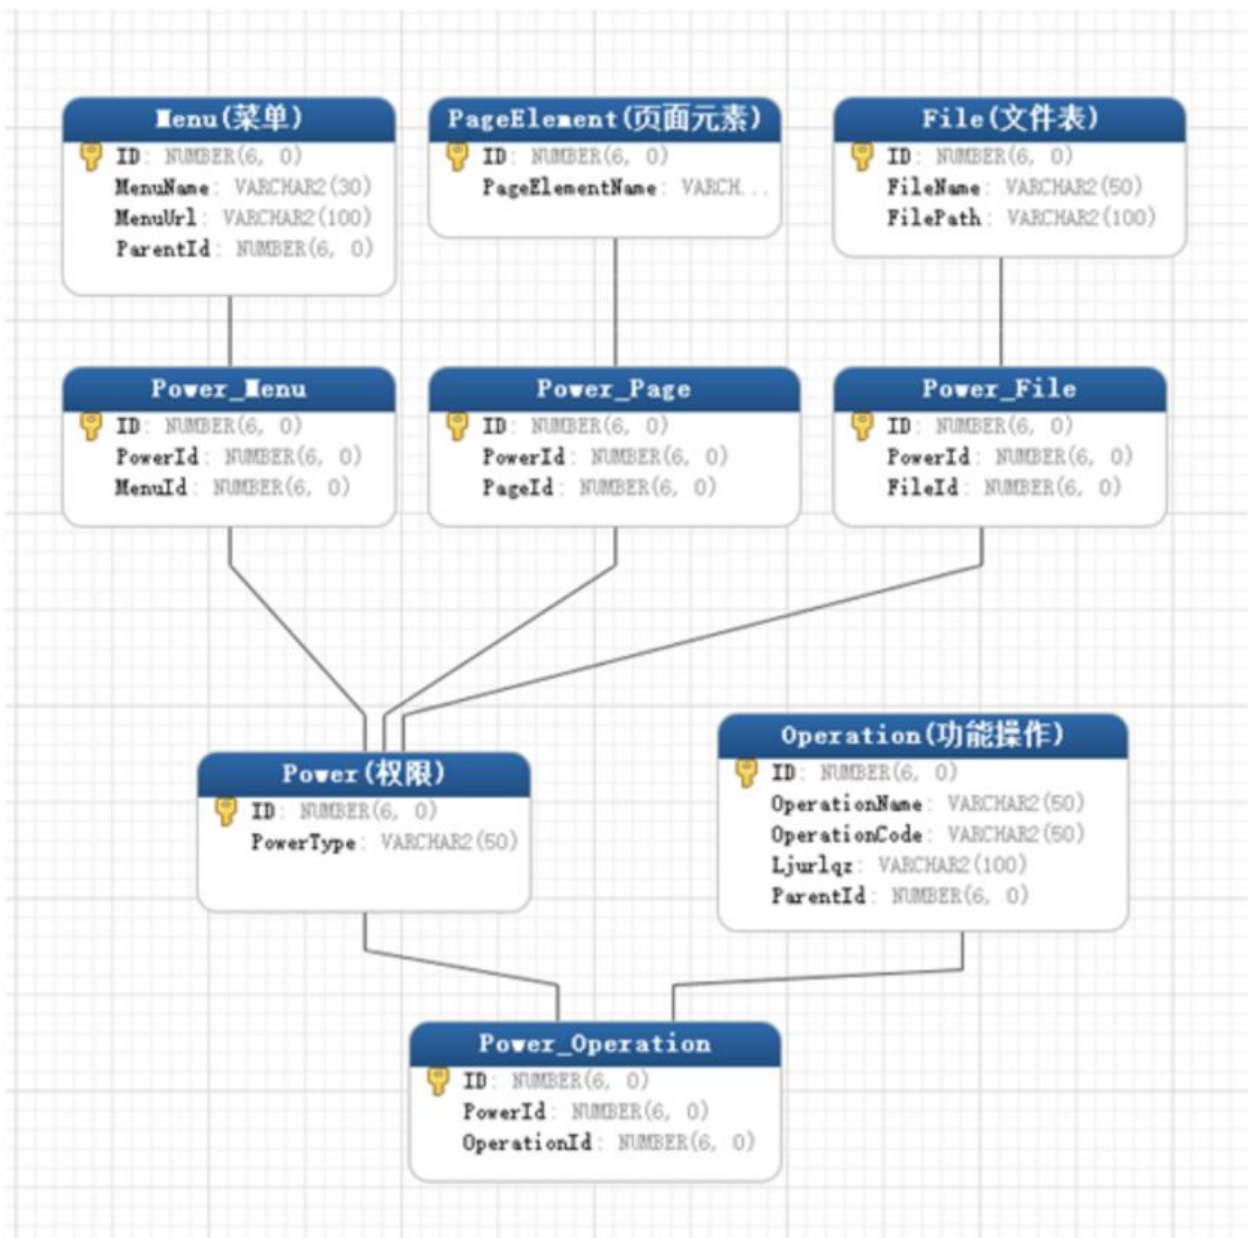 Menu(菜单)
ID: NUMBER(6, 0)
MenuName: VARCHAR2(30)
MenuUrl: VARCHAR2(100)
ParentId: NUMBER(6, 0)
PageElement(页面元素)
ID: NUMBER(6, 0)
PageElementName: VARCH...
File(文件表)
ID: NUMBER(6, 0)
FileName: VARCHAR2(50)
FilePath: VARCHAR2(100)
Power_Menu
ID: NUMBER(6, 0)
PowerId: NUMBER(6, 0)
MenuId: NUMBER(6, 0)
Power_Page
ID: NUMBER(6, 0)
PowerId: NUMBER(6, 0)
PageId: NUMBER(6, 0)
Power_File
ID: NUMBER(6, 0)
PowerId: NUMBER(6, 0)
FileId: NUMBER(6, 0)
Power(权限)
ID: NUMBER(6, 0)
PowerType: VARCHAR2(50)
Operation(功能操作)
ID: NUMBER(6, 0)
OperationName: VARCHAR2(50)
OperationCode: VARCHAR2(50)
Ljurlqz: VARCHAR2(100)
ParentId: NUMBER(6, 0)
Power_Operation
ID: NUMBER(6, 0)
PowerId: NUMBER(6, 0)
OperationId: NUMBER(6, 0)